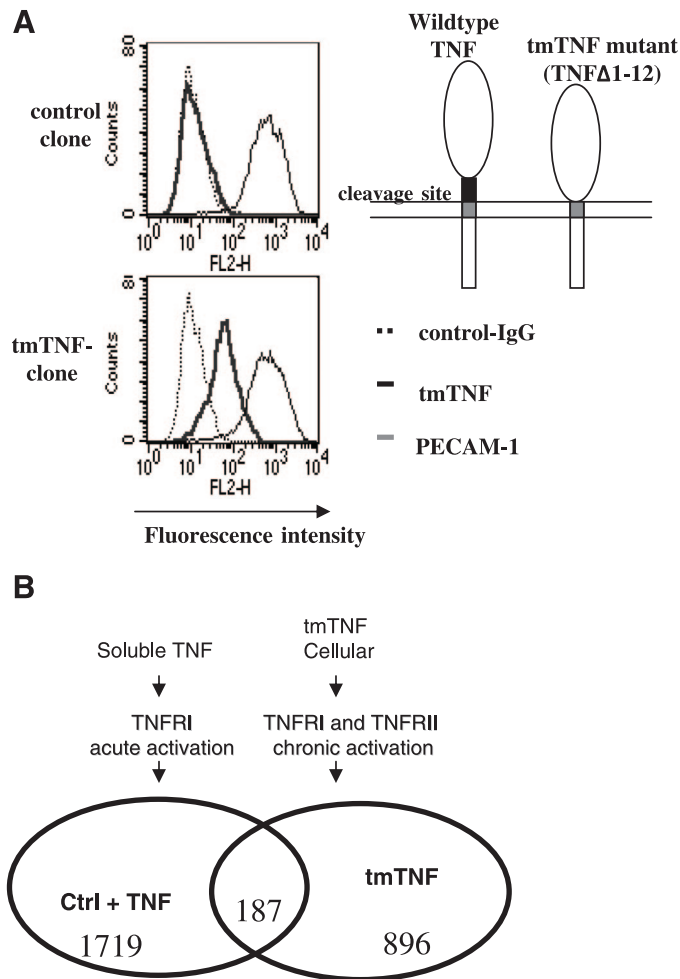 A
control
clone
80
Counts
0
10^0 10^1 10^2 10^3 10^4
FL2-H
tmTNF-
clone
80
Counts
0
10^0 10^1 10^2 10^3 10^4
FL2-H
Fluorescence intensity
Wildtype
TNF
tmTNF mutant
(TNFΔ1-12)
cleavage site
control-IgG
tmTNF
PECAM-1
B
Soluble TNF
TNFRI
acute activation
tmTNF
Cellular
TNFRI and TNFRII
chronic activation
Ctrl + TNF
1719
187
tmTNF
896